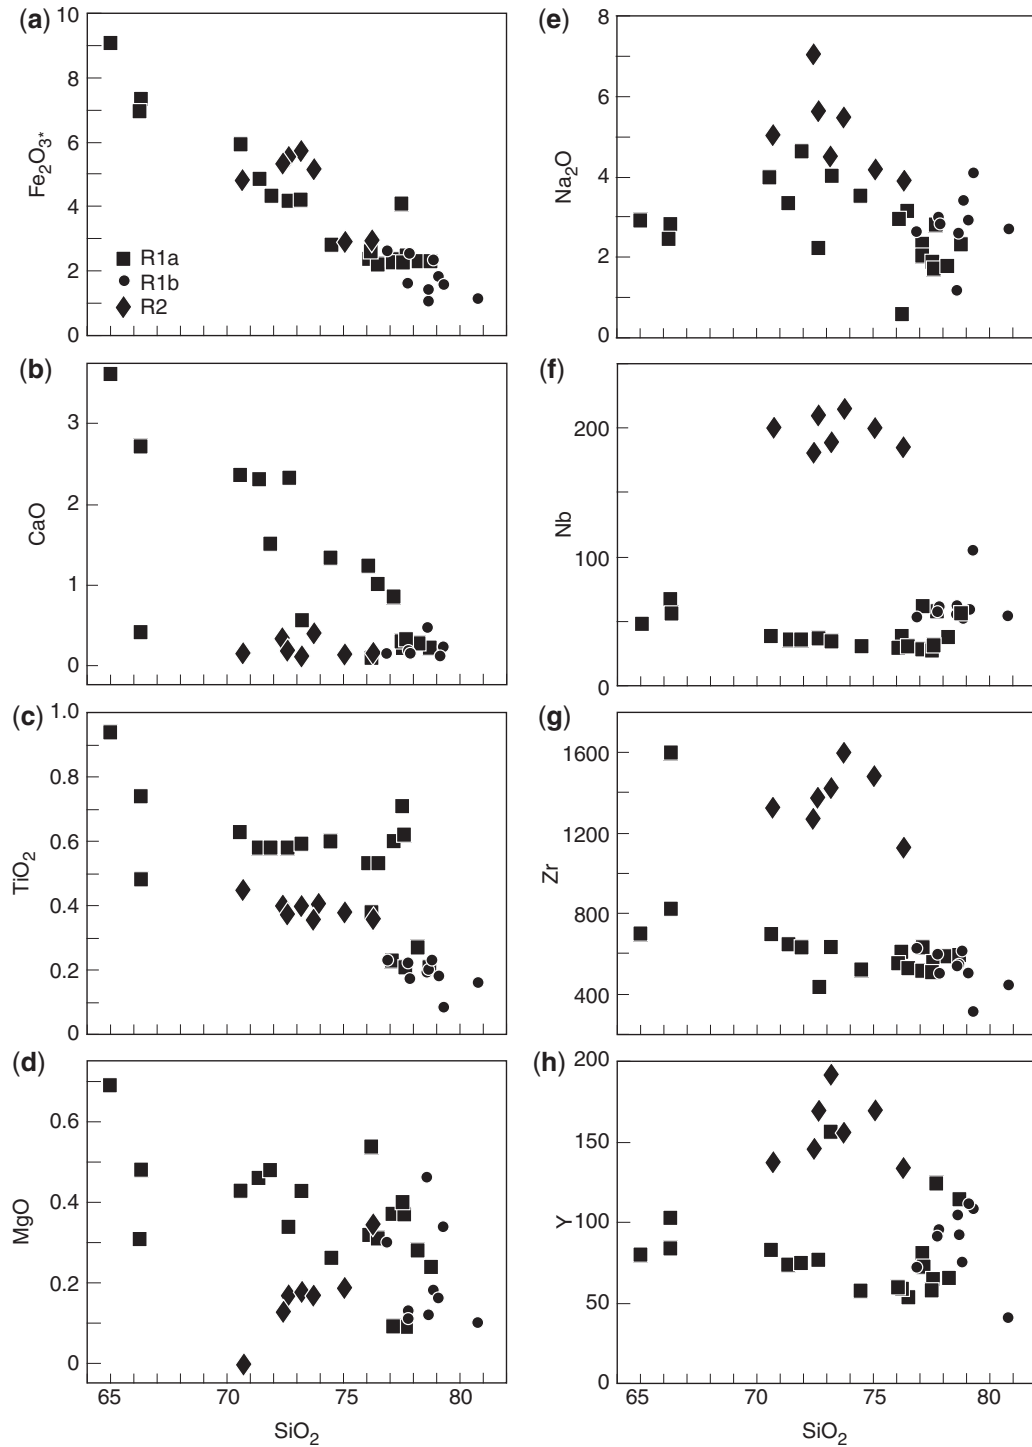 (a)
10
8
6
4
2
0
Fe2O3*
R1a
R1b
R2
(b)
3
2
1
0
CaO
(c)
1.0
0.8
0.6
0.4
0.2
0
TiO2
(d)
0.6
0.4
0.2
0
MgO
65 70 75 80
SiO2
(e)
8
6
4
2
0
Na2O
(f)
200
100
0
Nb
(g)
1600
1200
800
400
Zr
(h)
200
150
100
50
0
Y
65 70 75 80
SiO2